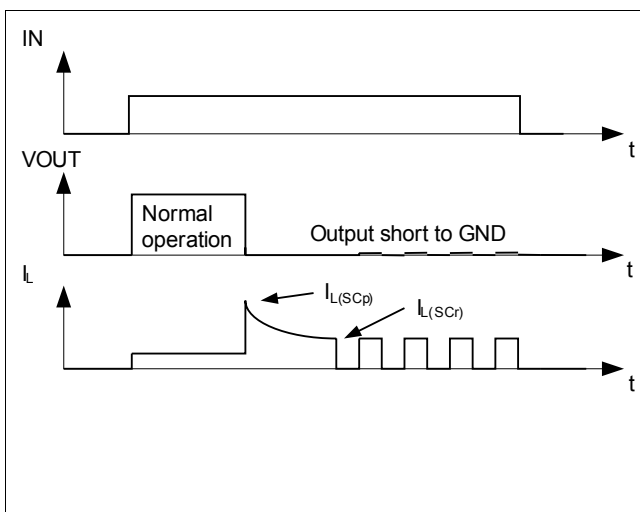 IN
t
VOUT
Normal
operation
Output short to GND
t
IL
IL(SCp)
IL(SCr)
t